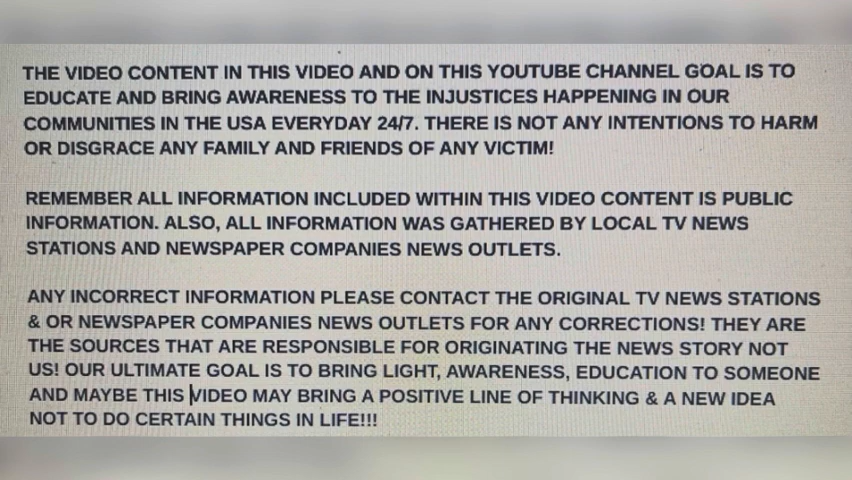 THE VIDEO CONTENT IN THIS VIDEO AND ON THIS YOUTUBE CHANNEL GOAL IS TO
EDUCATE AND BRING AWARENESS TO THE INJUSTICES HAPPENING IN OUR
COMMUNITIES IN THE USA EVERYDAY 24/7. THERE IS NOT ANY INTENTIONS TO HARM
OR DISGRACE ANY FAMILY AND FRIENDS OF ANY VICTIM!
REMEMBER ALL INFORMATION INCLUDED WITHIN THIS VIDEO CONTENT IS PUBLIC
INFORMATION. ALSO, ALL INFORMATION WAS GATHERED BY LOCAL TV NEWS
STATIONS AND NEWSPAPER COMPANIES NEWS OUTLETS.
ANY INCORRECT INFORMATION PLEASE CONTACT THE ORIGINAL TV NEWS STATIONS
& OR NEWSPAPER COMPANIES NEWS OUTLETS FOR ANY CORRECTIONS! THEY ARE
THE SOURCES THAT ARE RESPONSIBLE FOR ORIGINATING THE NEWS STORY NOT
US! OUR ULTIMATE GOAL IS TO BRING LIGHT, AWARENESS, EDUCATION TO SOMEONE
AND MAYBE THIS VIDEO MAY BRING A POSITIVE LINE OF THINKING & A NEW IDEA
NOT TO DO CERTAIN THINGS IN LIFE!!!